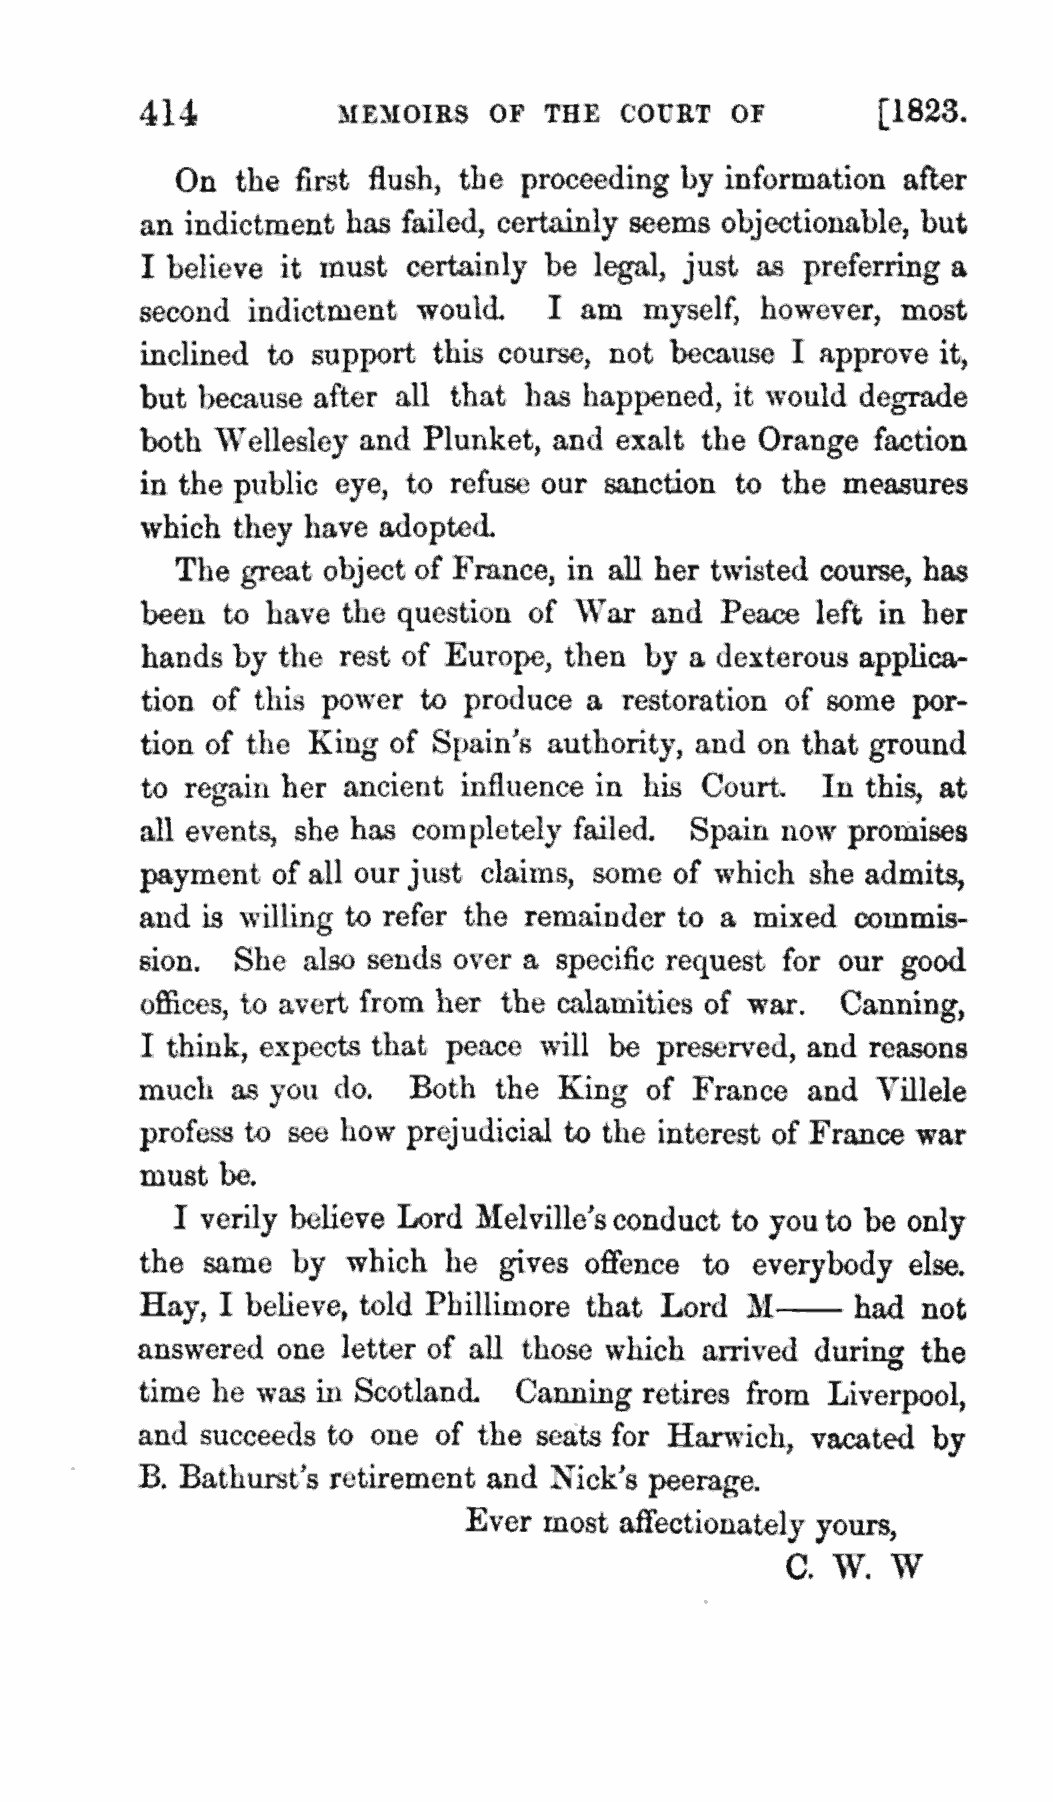 414 MEMOIRS OF THE COURT OF [1823.
On the first flush, the proceeding by information after
an indictment has failed, certainly seems objectionable, but
I believe it must certainly be legal, just as preferring a
second indictment would. I am myself, however, most
inclined to support this course, not because I approve it,
but because after all that has happened, it would degrade
both Wellesley and Plunket, and exalt the Orange faction
in the public eye, to refuse our sanction to the measures
which they have adopted.
The great object of France, in all her twisted course, has
been to have the question of War and Peace left in her
hands by the rest of Europe, then by a dexterous applica-
tion of this power to produce a restoration of some por-
tion of the King of Spain's authority, and on that ground
to regain her ancient influence in his Court. In this, at
all events, she has completely failed. Spain now promises
payment of all our just claims, some of which she admits,
and is willing to refer the remainder to a mixed commis-
sion. She also sends over a specific request for our good
offices, to avert from her the calamities of war. Canning,
I think, expects that peace will be preserved, and reasons
much as you do. Both the King of France and Villele
profess to see how prejudicial to the interest of France war
must be.
I verily believe Lord Melville's conduct to you to be only
the same by which he gives offence to everybody else.
Hay, I believe, told Phillimore that Lord M—— had not
answered one letter of all those which arrived during the
time he was in Scotland. Canning retires from Liverpool,
and succeeds to one of the seats for Harwich, vacated by
B. Bathurst's retirement and Nick's peerage.
Ever most affectionately yours,
C. W. W